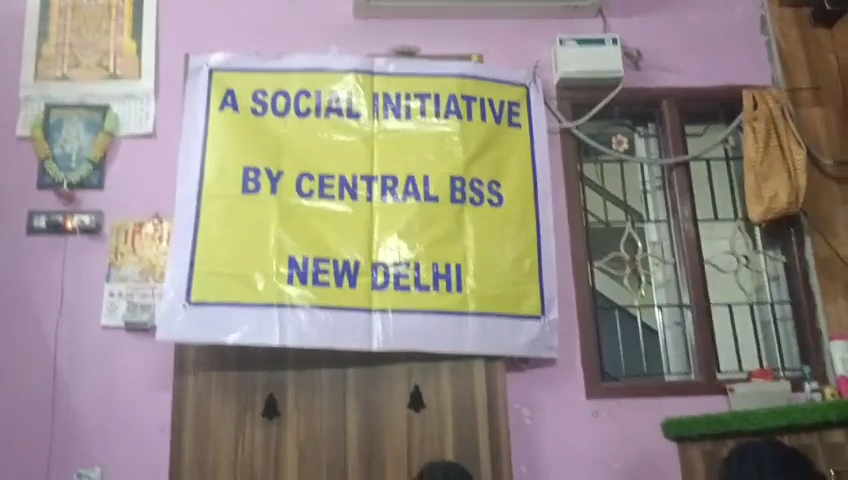 A SOCIAL INITIATIVE
BY CENTRAL BSS
NEW DELHI